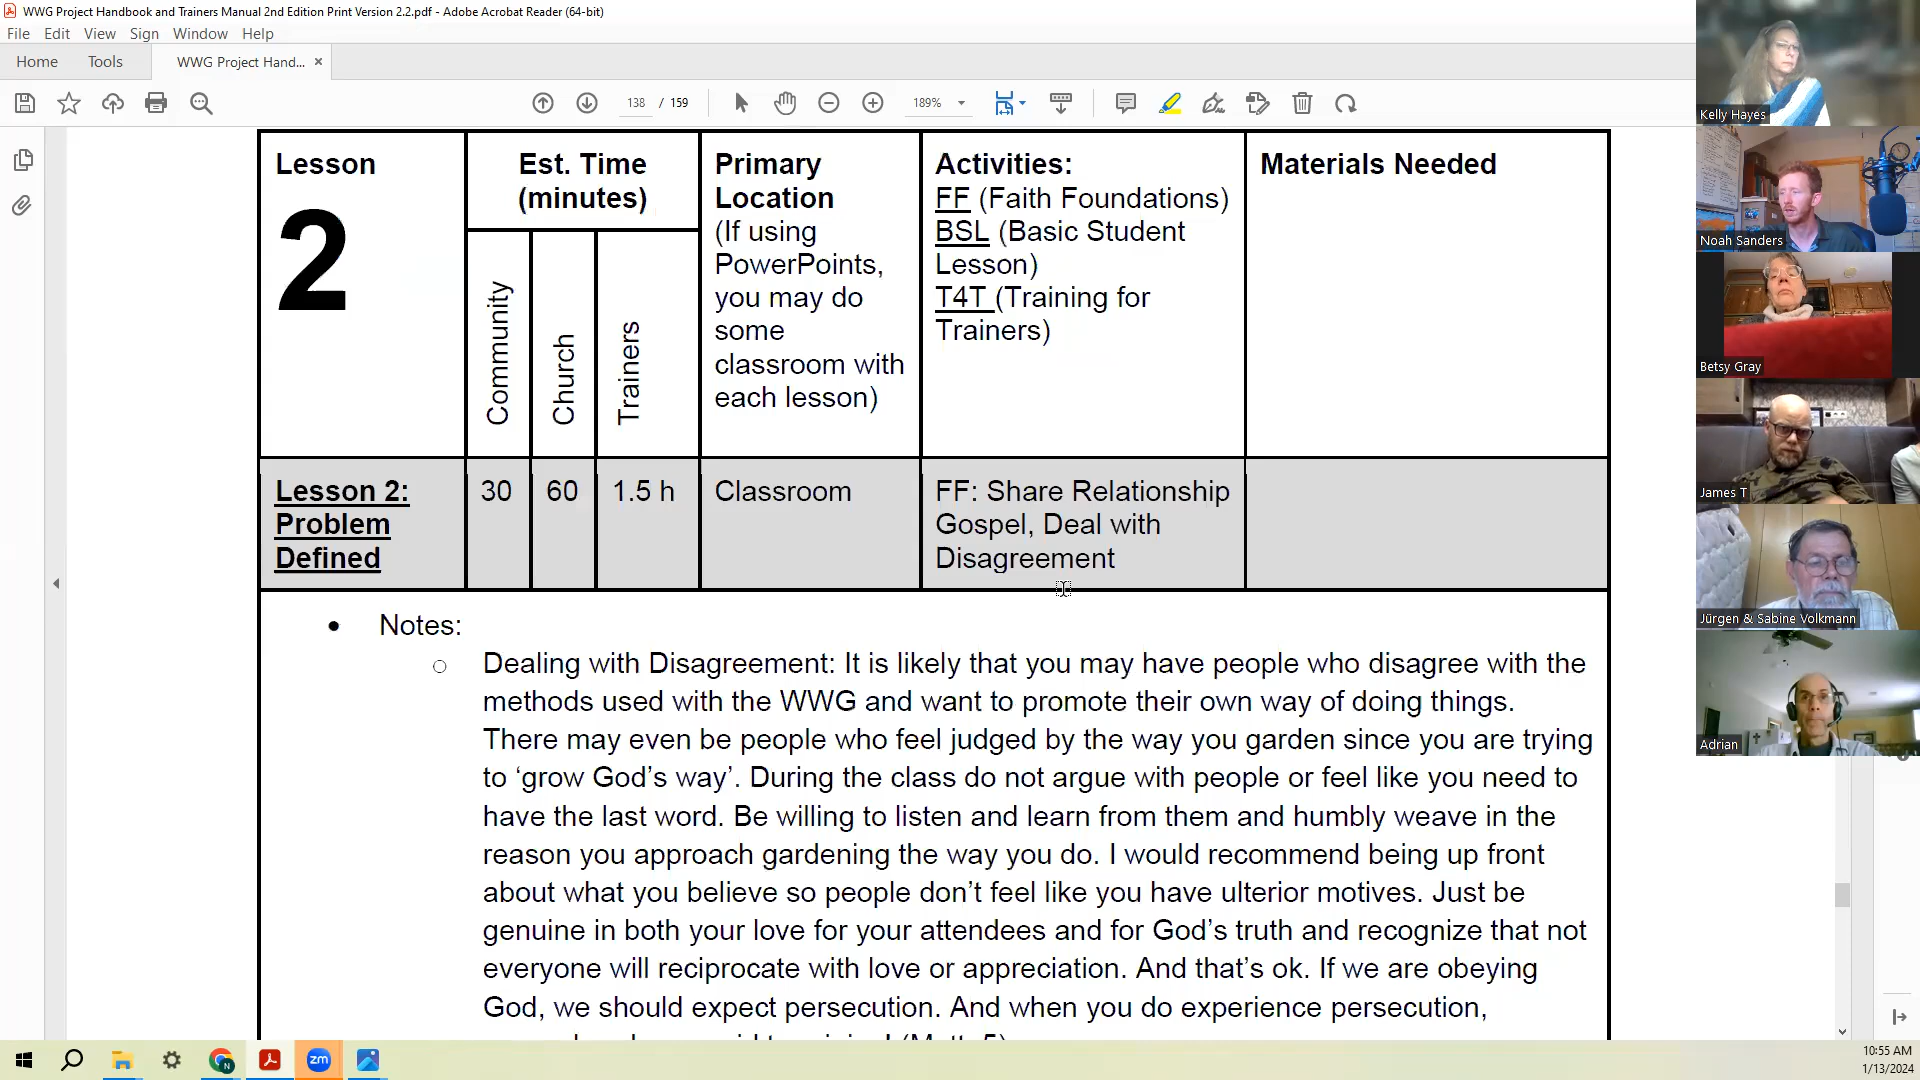 WWG Project Handbook and Trainers Manual 2nd Edition Print Version 2.2.pdf - Adobe Acrobat Reader (64-bit)
File Edit View Sign Window Help
Home Tools WWG Project Hand... ×
138 / 159
189%
Lesson
2
Est. Time
(minutes)
Community
Church
Trainers
Primary
Location
(If using
PowerPoints,
you may do
some
classroom with
each lesson)
Activities:
FF (Faith Foundations)
BSL (Basic Student
Lesson)
T4T (Training for
Trainers)
Materials Needed
Lesson 2:
Problem
Defined
30
60
1.5 h
Classroom
FF: Share Relationship
Gospel, Deal with
Disagreement
• Notes:
○ Dealing with Disagreement: It is likely that you may have people who disagree with the
methods used with the WWG and want to promote their own way of doing things.
There may even be people who feel judged by the way you garden since you are trying
to ‘grow God’s way’. During the class do not argue with people or feel like you need to
have the last word. Be willing to listen and learn from them and humbly weave in the
reason you approach gardening the way you do. I would recommend being up front
about what you believe so people don’t feel like you have ulterior motives. Just be
genuine in both your love for your attendees and for God’s truth and recognize that not
everyone will reciprocate with love or appreciation. And that’s ok. If we are obeying
God, we should expect persecution. And when you do experience persecution,
Kelly Hayes
Noah Sanders
Betsy Gray
James T
Jürgen & Sabine Volkmann
Adrian
zm
10:55 AM
1/13/2024